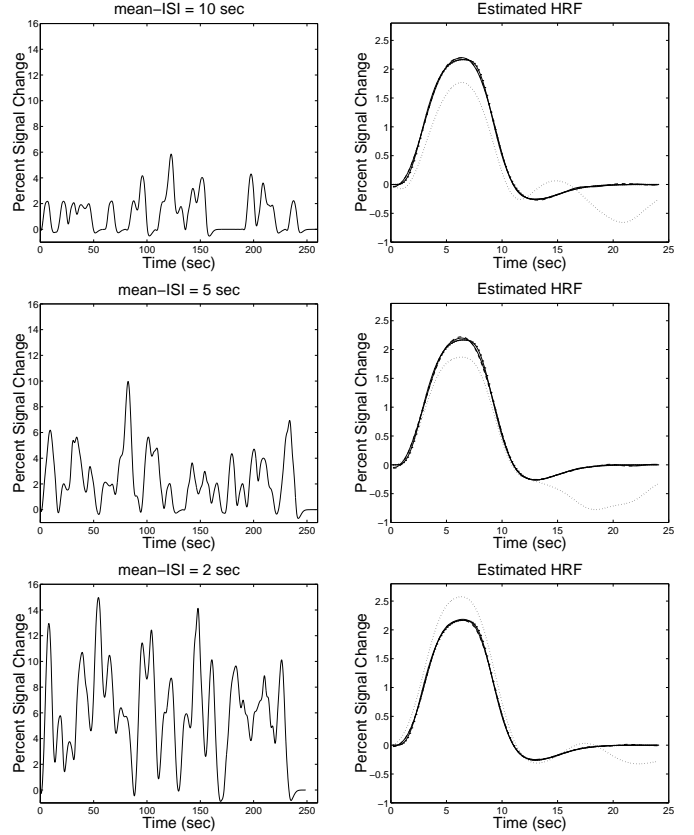 mean−ISI = 10 sec
Percent Signal Change
16
14
12
10
8
6
4
2
0
−1
0 50 100 150 200 250
Time (sec)
Estimated HRF
Percent Signal Change
2.5
2
1.5
1
0.5
0
−0.5
−1
0 5 10 15 20 25
Time (sec)
mean−ISI = 5 sec
Percent Signal Change
16
14
12
10
8
6
4
2
0
−1
0 50 100 150 200 250
Time (sec)
Estimated HRF
Percent Signal Change
2.5
2
1.5
1
0.5
0
−0.5
−1
0 5 10 15 20 25
Time (sec)
mean−ISI = 2 sec
Percent Signal Change
16
14
12
10
8
6
4
2
0
−1
0 50 100 150 200 250
Time (sec)
Estimated HRF
Percent Signal Change
2.5
2
1.5
1
0.5
0
−0.5
−1
0 5 10 15 20 25
Time (sec)